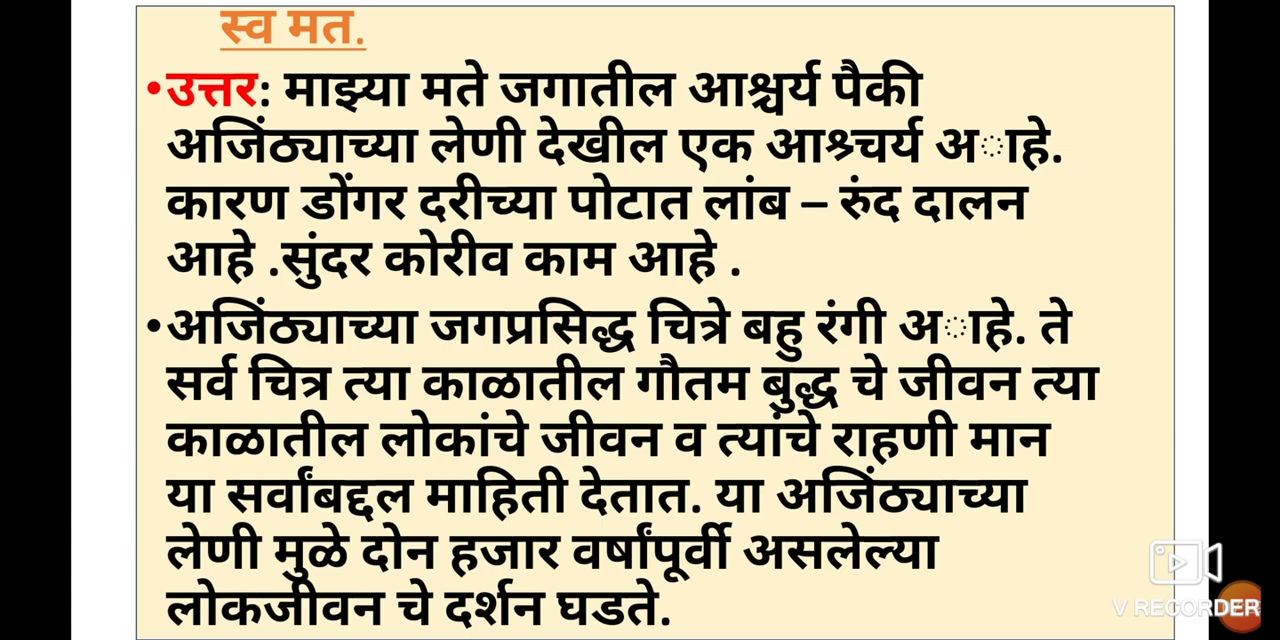 स्व मत.
•उत्तर: माझ्या मते जगातील आश्चर्य पैकी
अजिंठ्याच्या लेणी देखील एक आश्र्चर्य अाहे.
कारण डोंगर दरीच्या पोटात लांब – रुंद दालन
आहे .सुंदर कोरीव काम आहे .
•अजिंठ्याच्या जगप्रसिद्ध चित्रे बहु रंगी अाहे. ते
सर्व चित्र त्या काळातील गौतम बुद्ध चे जीवन त्या
काळातील लोकांचे जीवन व त्यांचे राहणी मान
या सर्वांबद्दल माहिती देतात. या अजिंठ्याच्या
लेणी मुळे दोन हजार वर्षांपूर्वी असलेल्या
लोकजीवन चे दर्शन घडते.
V RECORDER